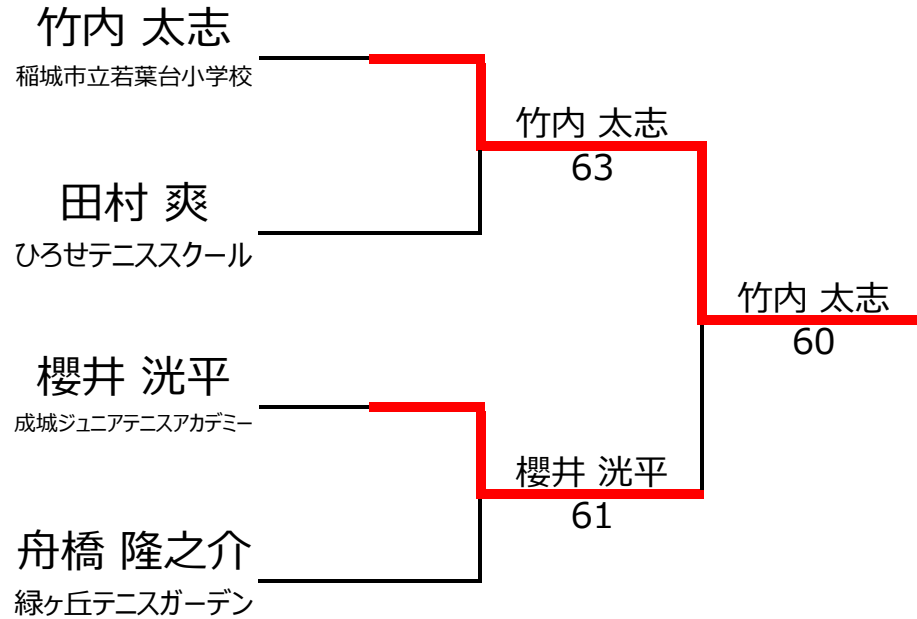 竹内 太志
稲城市立若葉台小学校
田村 爽
ひろせテニススクール
櫻井 洸平
成城ジュニアテニスアカデミー
舟橋 隆之介
緑ヶ丘テニスガーデン
竹内 太志
63
櫻井 洸平
61
竹内 太志
60